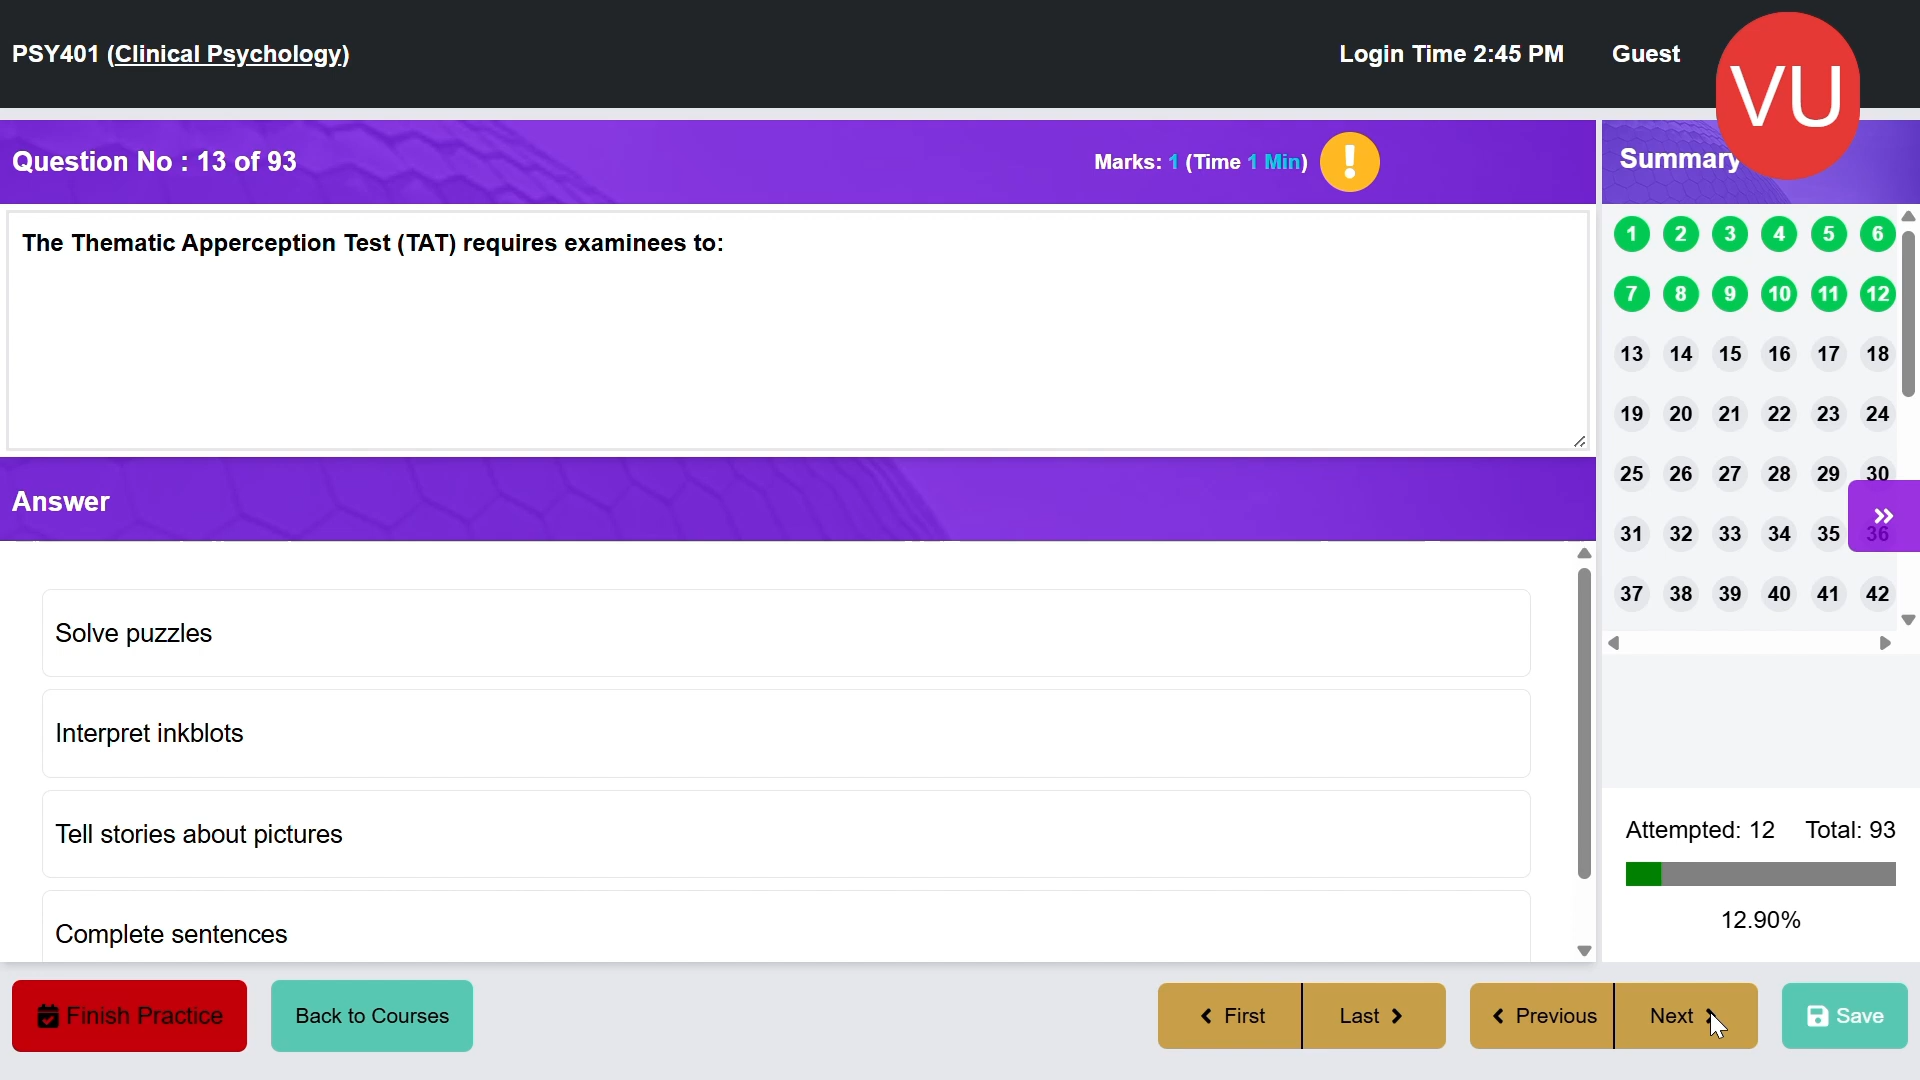 PSY401 (Clinical Psychology)
Login Time 2:45 PM
Guest
VU
Question No : 13 of 93
Marks: 1 (Time 1 Min)
Summary
The Thematic Apperception Test (TAT) requires examinees to:
1 2 3 4 5 6
7 8 9 10 11 12
13 14 15 16 17 18
19 20 21 22 23 24
25 26 27 28 29 30
31 32 33 34 35 36
37 38 39 40 41 42
Answer
Solve puzzles
Interpret inkblots
Tell stories about pictures
Complete sentences
Attempted: 12 Total: 93
12.90%
Finish Practice
Back to Courses
First
Last
Previous
Next
Save